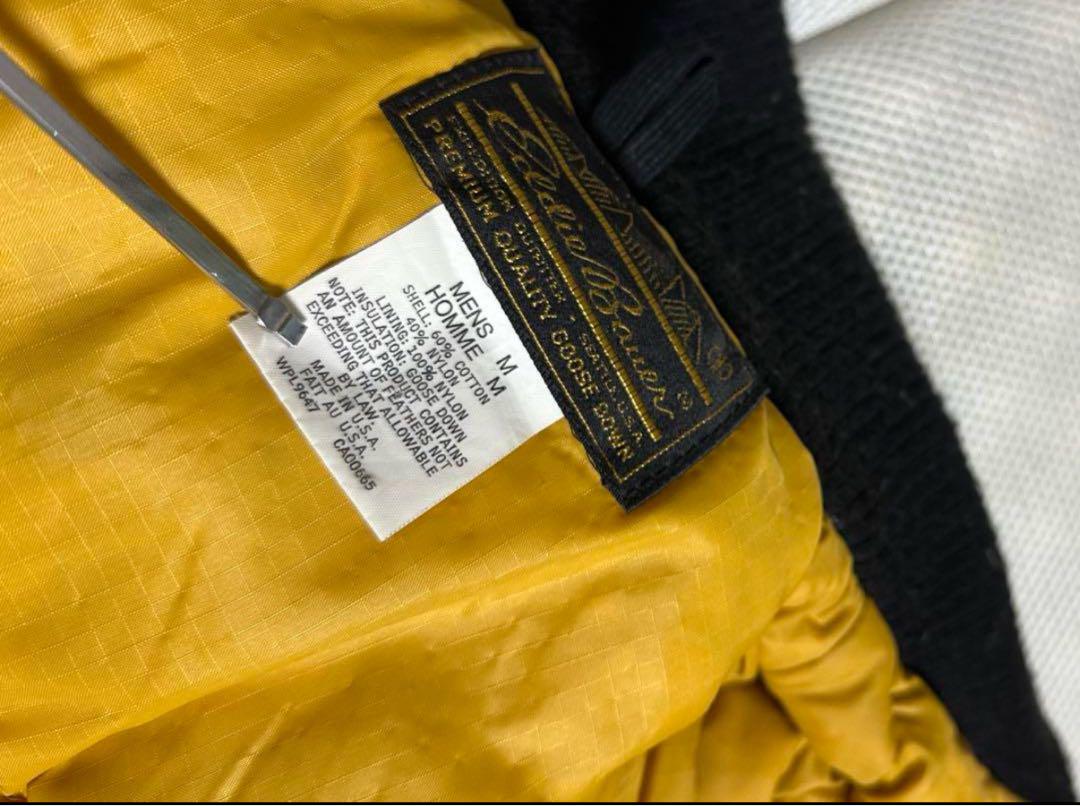 Eddie Bauer ®
EXPEDITION OUTFITTER SEATTLE U.S.A.
PREMIUM QUALITY GOOSE DOWN
MENS M
HOMME M
SHELL: 60% COTTON
40% NYLON
LINING: 100% NYLON
INSULATION: GOOSE DOWN
NOTE: THIS PRODUCT CONTAINS
AN AMOUNT OF FEATHERS NOT
EXCEEDING THAT ALLOWABLE
BY LAW.
MADE IN U.S.A.
FAIT AU U.S.A.
WPL9647 CA00665